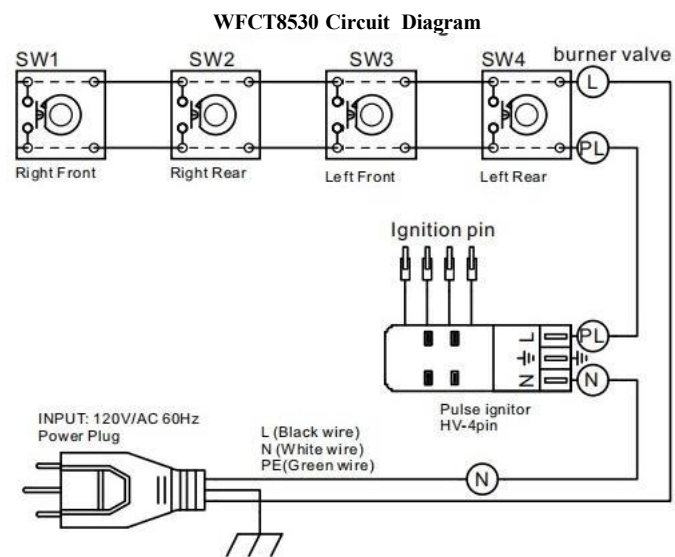 WFCT8530 Circuit Diagram
SW1 SW2 SW3 SW4 burner valve
L
PL
Right Front Right Rear Left Front Left Rear
Ignition pin
L PL
N N
Pulse ignitor
HV-4pin
INPUT: 120V/AC 60Hz
Power Plug
L (Black wire)
N (White wire)
PE(Green wire)
N